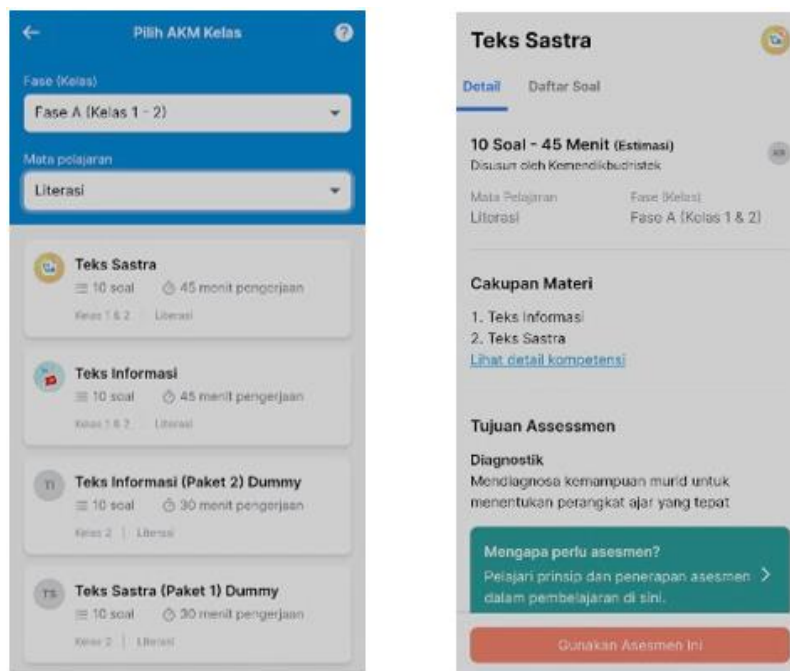 Pilih AKM Kelas
Fase (Kelas)
Fase A (Kelas 1 - 2)
Mata pelajaran
Literasi
Teks Sastra
10 soal 45 menit pengerjaan
Kelas 1 & 2 Literasi
Teks Informasi
10 soal 45 menit pengerjaan
Kelas 1 & 2 Literasi
TI
Teks Informasi (Paket 2) Dummy
10 soal 30 menit pengerjaan
Kelas 2 | Literasi
TS
Teks Sastra (Paket 1) Dummy
10 soal 30 menit pengerjaan
Kelas 2 | Literasi
Teks Sastra
Detail Daftar Soal
10 Soal - 45 Menit (Estimasi)
Disusun oleh Kemendikbudristek
Mata Pelajaran Fase (Kelas)
Literasi Fase A (Kelas 1 & 2)
Cakupan Materi
1. Teks Informasi
2. Teks Sastra
Lihat detail kompetensi
Tujuan Assessmen
Diagnostik
Mendiagnosa kemampuan murid untuk
menentukan perangkat ajar yang tepat
Mengapa perlu asesmen?
Pelajari prinsip dan penerapan asesmen
dalam pembelajaran di sini.
Gunakan Asesmen Ini